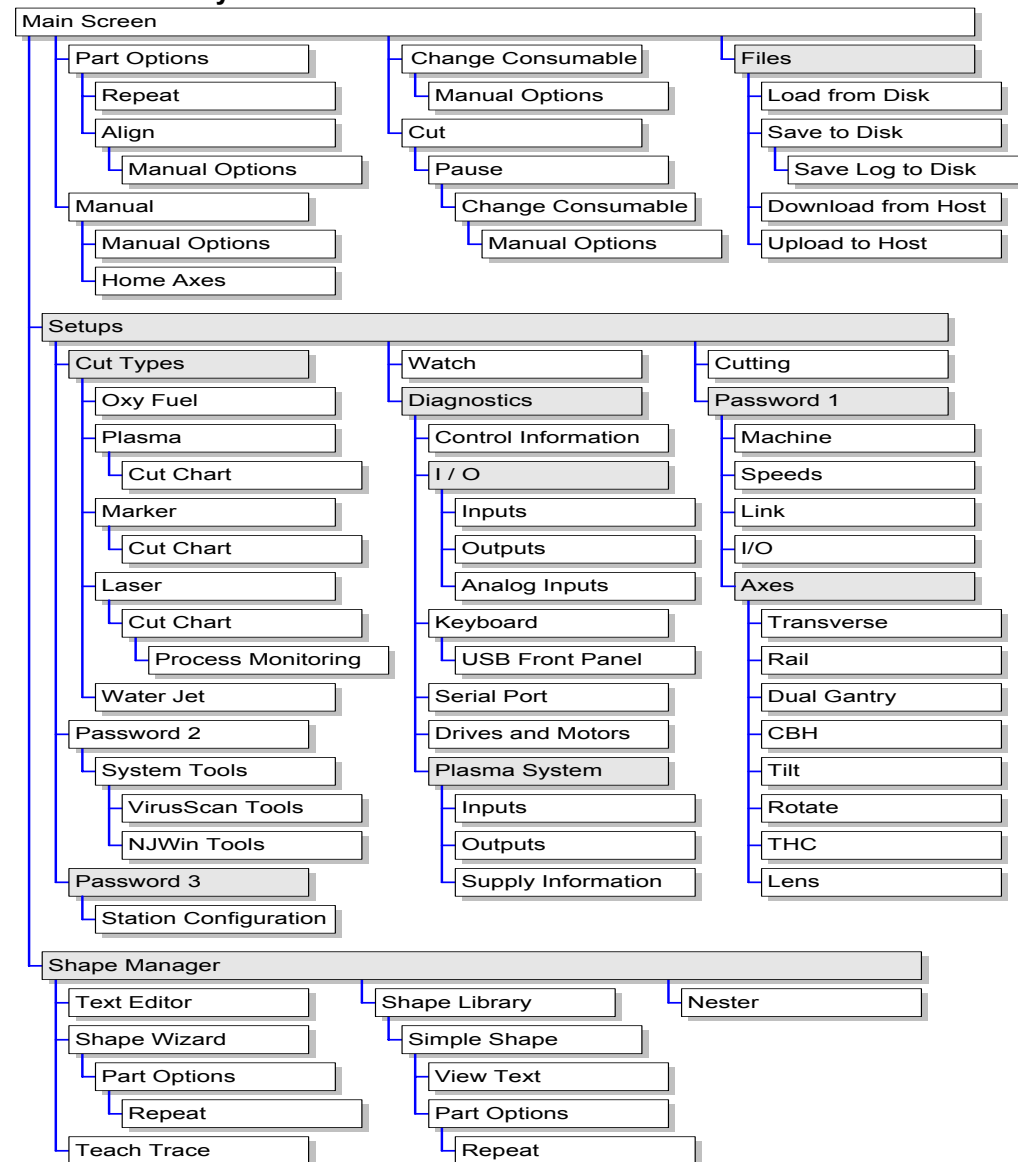 Main Screen
Part Options
Repeat
Align
Manual Options
Manual
Manual Options
Home Axes
Change Consumable
Manual Options
Cut
Pause
Change Consumable
Manual Options
Files
Load from Disk
Save to Disk
Save Log to Disk
Download from Host
Upload to Host
Setups
Cut Types
Oxy Fuel
Plasma
Cut Chart
Marker
Cut Chart
Laser
Cut Chart
Process Monitoring
Water Jet
Password 2
System Tools
VirusScan Tools
NJWin Tools
Password 3
Station Configuration
Watch
Diagnostics
Control Information
I / O
Inputs
Outputs
Analog Inputs
Keyboard
USB Front Panel
Serial Port
Drives and Motors
Plasma System
Inputs
Outputs
Supply Information
Cutting
Password 1
Machine
Speeds
Link
I/O
Axes
Transverse
Rail
Dual Gantry
CBH
Tilt
Rotate
THC
Lens
Shape Manager
Text Editor
Shape Wizard
Part Options
Repeat
Teach Trace
Shape Library
Simple Shape
View Text
Part Options
Repeat
Nester